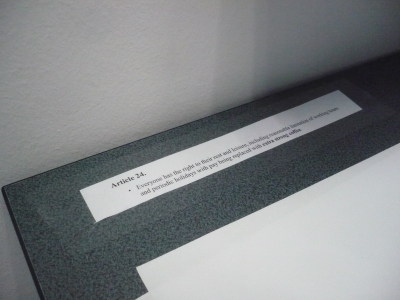 Article 24.
• Everyone has the right to their rest and leisure, including reasonable limitation of working hours
and periodic holidays with pay being replaced with extra strong coffee.